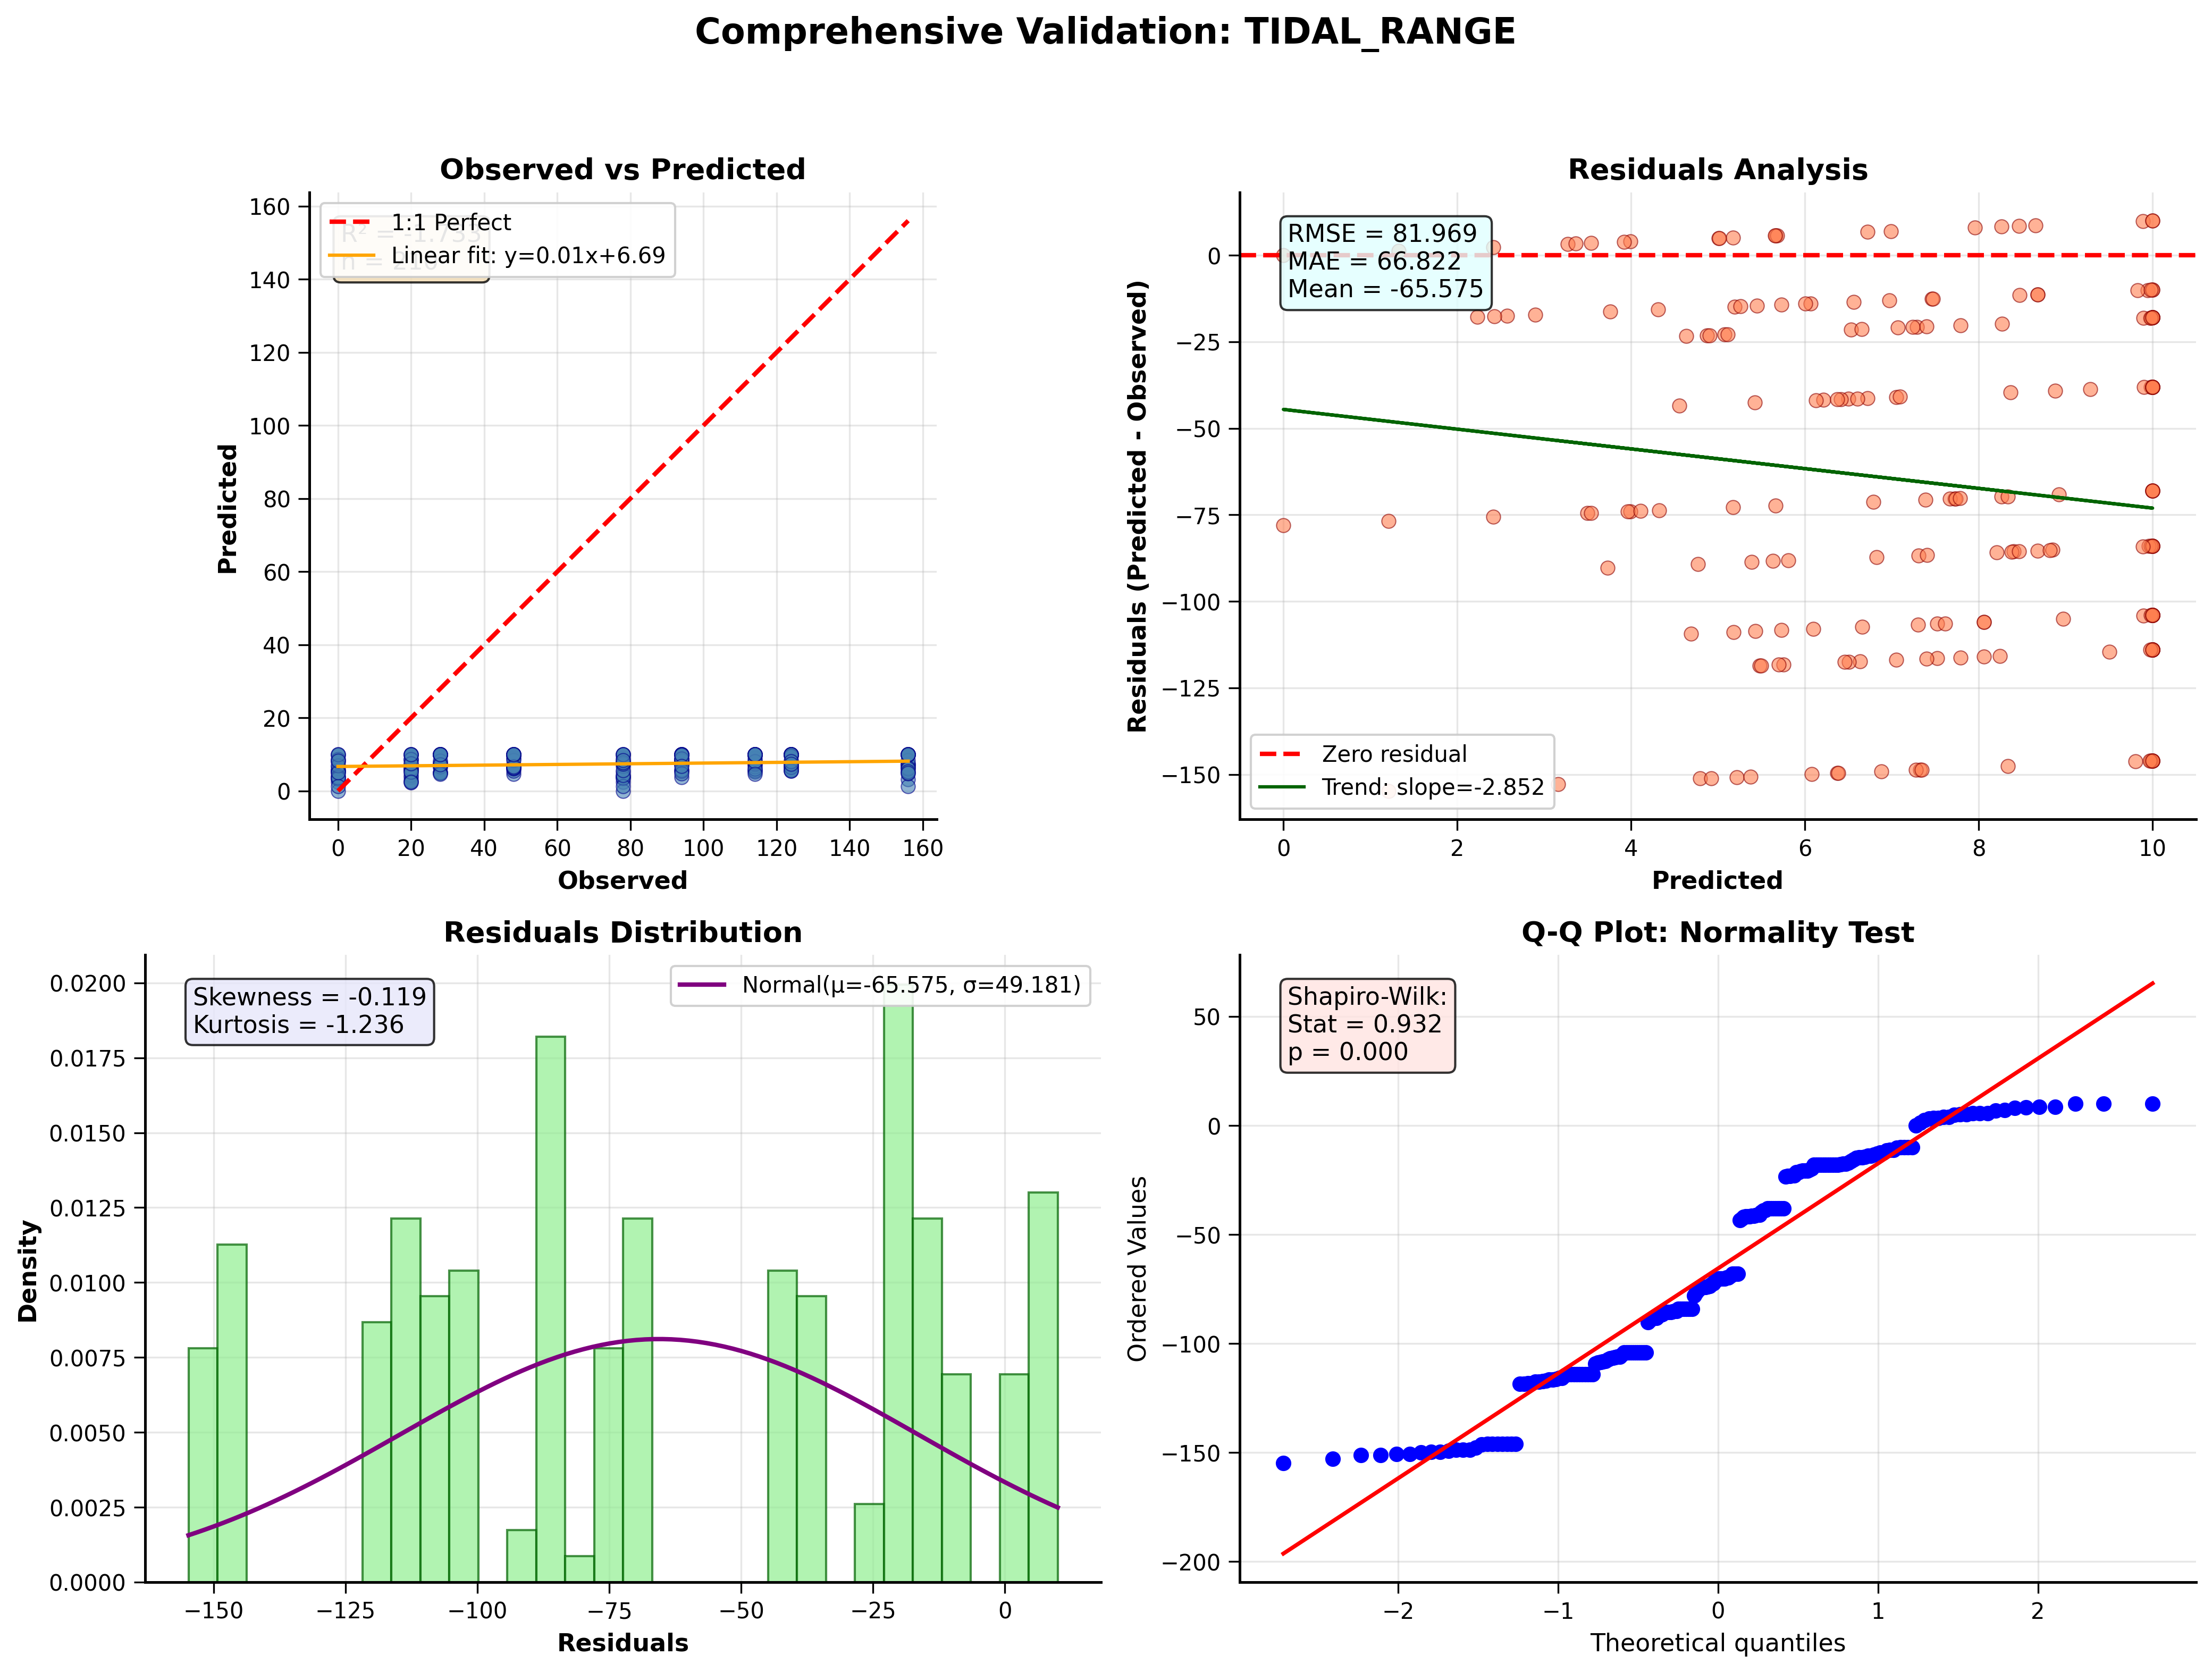 Comprehensive Validation: TIDAL_RANGE
Observed vs Predicted
R² = -1.733
n = 210
1:1 Perfect
Linear fit: y=0.01x+6.69
160
140
120
100
80
60
40
20
0
Predicted
0 20 40 60 80 100 120 140 160
Observed
Residuals Analysis
RMSE = 81.969
MAE = 66.822
Mean = -65.575
0
−25
−50
−75
−100
−125
−150
Residuals (Predicted - Observed)
Zero residual
Trend: slope=-2.852
0 2 4 6 8 10
Predicted
Residuals Distribution
Skewness = -0.119
Kurtosis = -1.236
Normal(μ=-65.575, σ=49.181)
0.0200
0.0175
0.0150
0.0125
0.0100
0.0075
0.0050
0.0025
0.0000
Density
−150 −125 −100 −75 −50 −25 0
Residuals
Q-Q Plot: Normality Test
Shapiro-Wilk:
Stat = 0.932
p = 0.000
50
0
−50
−100
−150
−200
Ordered Values
−2 −1 0 1 2
Theoretical quantiles